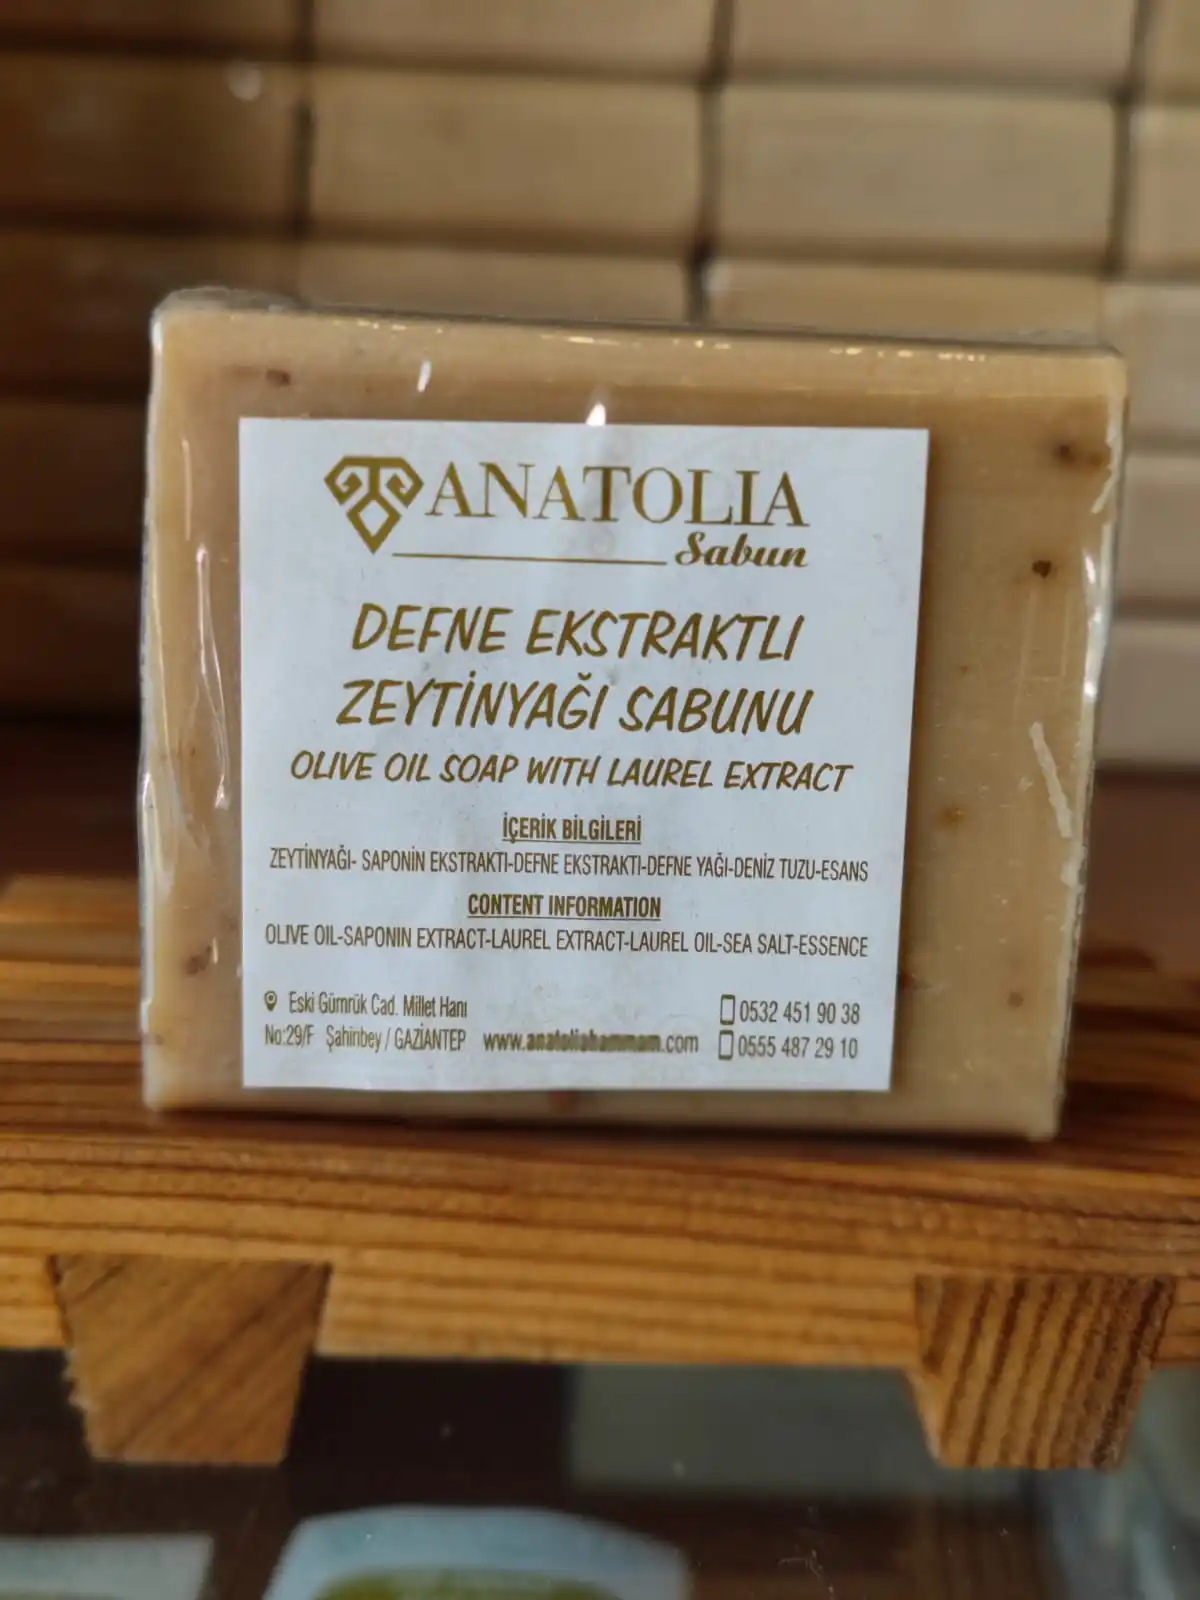 ANATOLIA
Sabun
DEFNE EKSTRAKTLI
ZEYTİNYAĞI SABUNU
OLIVE OIL SOAP WITH LAUREL EXTRACT
İÇERİK BİLGİLERİ
ZEYTİNYAĞI- SAPONİN EKSTRAKTI-DEFNE EKSTRAKTI-DEFNE YAĞI-DENİZ TUZU-ESANS
CONTENT INFORMATION
OLIVE OIL-SAPONIN EXTRACT-LAUREL EXTRACT-LAUREL OIL-SEA SALT-ESSENCE
Eski Gümrük Cad. Millet Hanı
No:29/F Şahinbey / GAZİANTEP
www.anatoliahammam.com
0532 451 90 38
0555 487 29 10